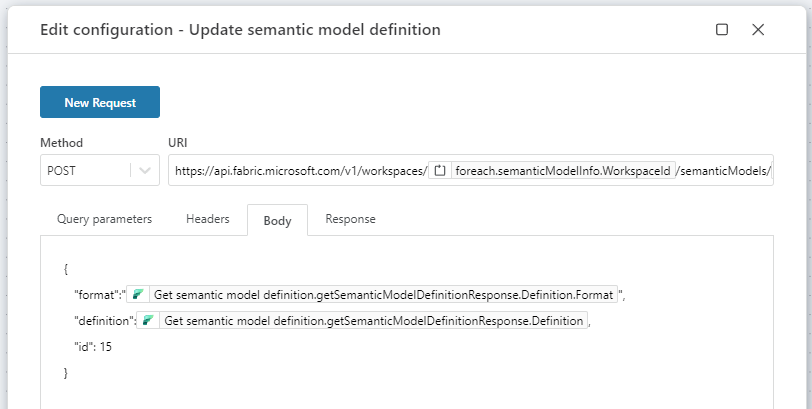 Edit configuration - Update semantic model definition
New Request
Method
URI
POST
https://api.fabric.microsoft.com/v1/workspaces/ foreach.semanticModelInfo.WorkspaceId /semanticModels/
Query parameters
Headers
Body
Response
{
"format":" Get semantic model definition.getSemanticModelDefinitionResponse.Definition.Format ",
"definition": Get semantic model definition.getSemanticModelDefinitionResponse.Definition ,
"id": 15
}